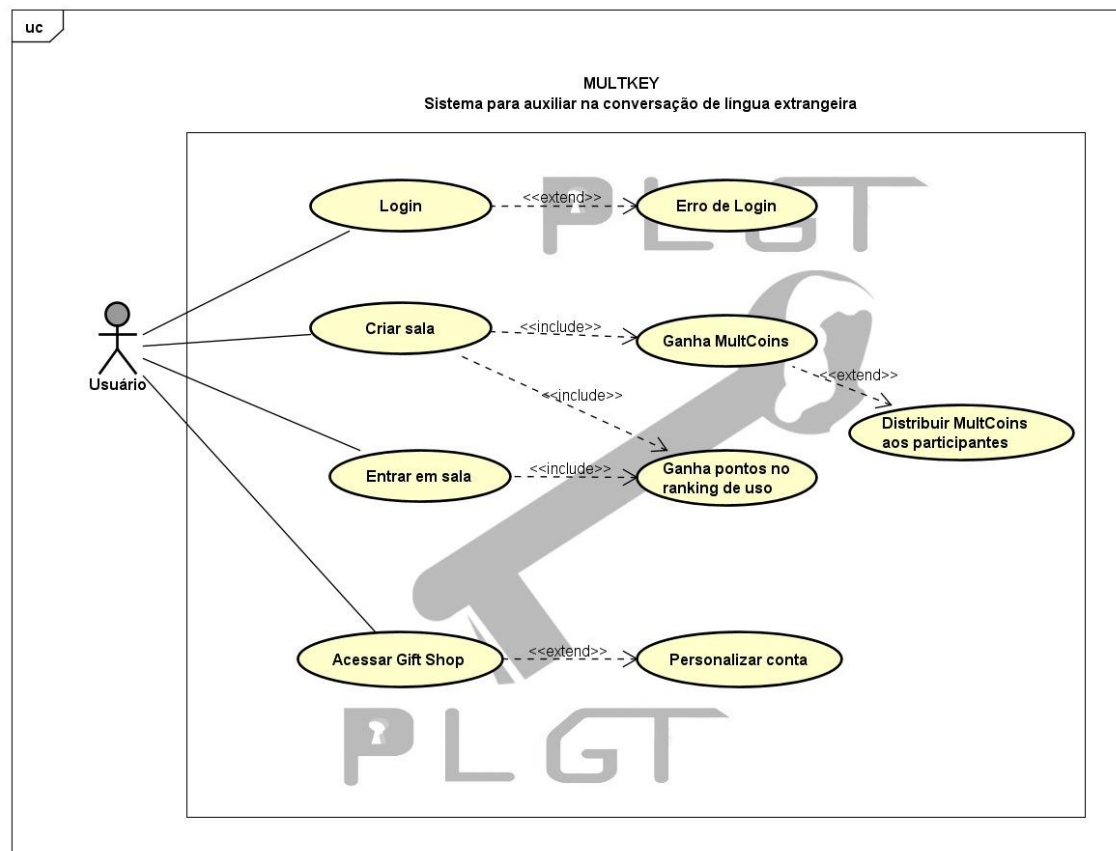 uc
MULTKEY
Sistema para auxiliar na conversação de língua extrangeira
PLGT
Login
<<extend>>
Erro de Login
Criar sala
<<include>>
Ganha MultCoins
<<extend>>
<<include>>
Usuário
Distribuir MultCoins
aos participantes
Entrar em sala
<<include>>
Ganha pontos no
ranking de uso
Acessar Gift Shop
<<extend>>
Personalizar conta
PLGT